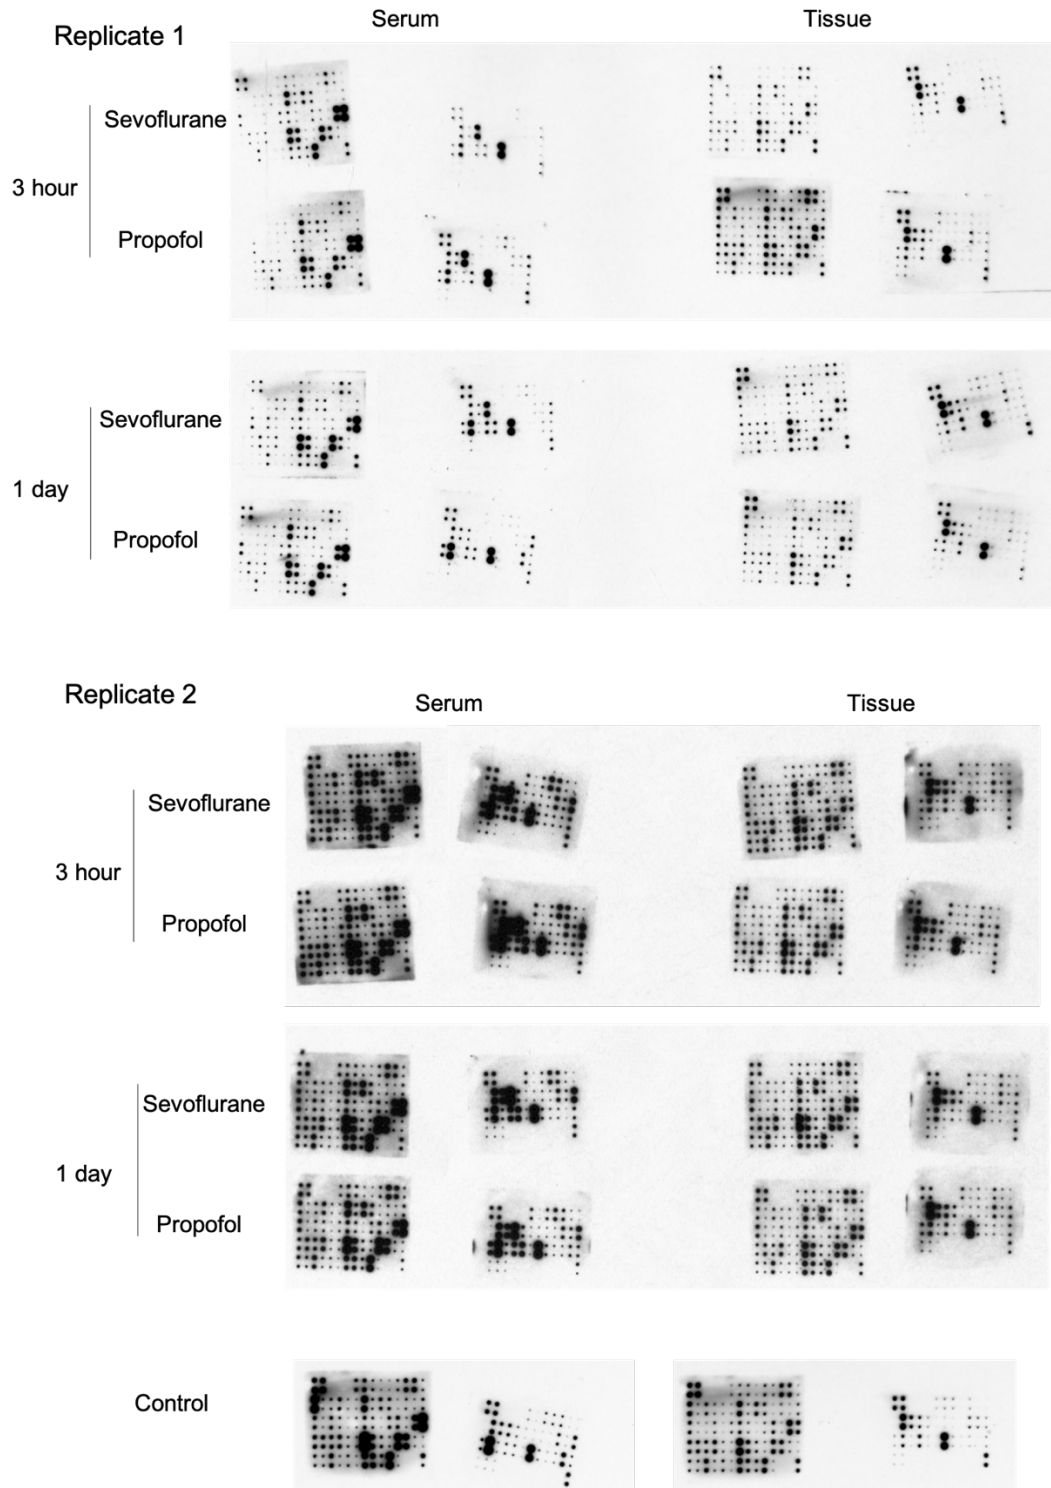 Serum
Tissue
Replicate 1
Sevoflurane
3 hour
Propofol
Sevoflurane
1 day
Propofol
Replicate 2
Serum
Tissue
Sevoflurane
3 hour
Propofol
Sevoflurane
1 day
Propofol
Control